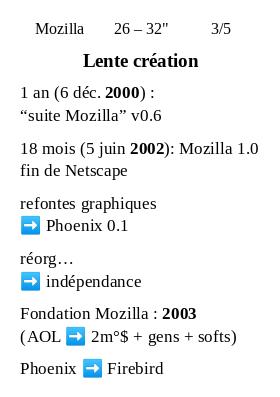 Mozilla 26 – 32" 3/5
Lente création
1 an (6 déc. 2000) :
“suite Mozilla” v0.6
18 mois (5 juin 2002): Mozilla 1.0
fin de Netscape
refontes graphiques
➡ Phoenix 0.1
réorg…
➡ indépendance
Fondation Mozilla : 2003
(AOL ➡ 2m°$ + gens + softs)
Phoenix ➡ Firebird